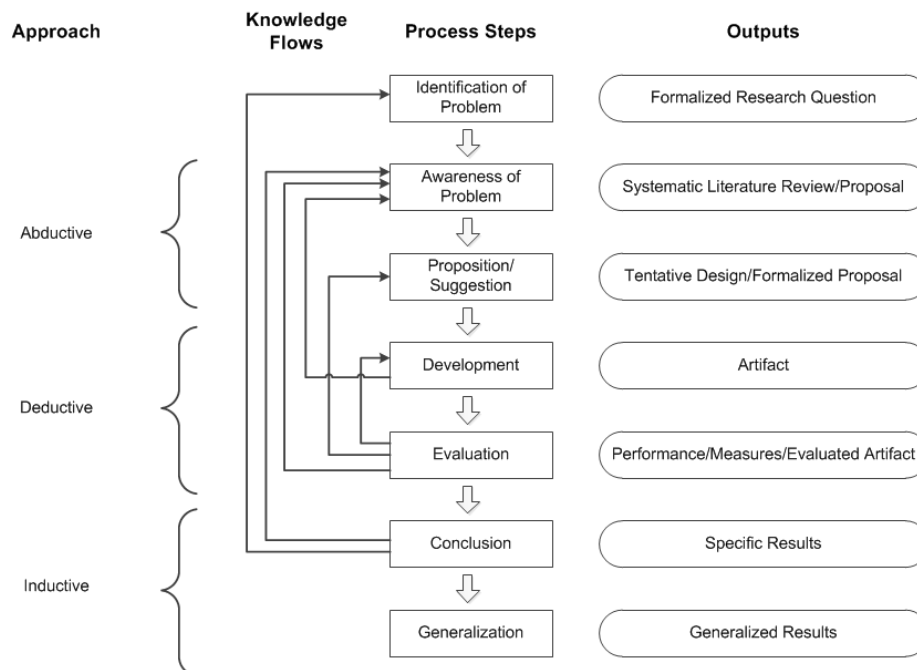 Approach
Knowledge
Flows
Process Steps
Outputs
Identification of
Problem
Formalized Research Question
Abductive
Awareness of
Problem
Systematic Literature Review/Proposal
Proposition/
Suggestion
Tentative Design/Formalized Proposal
Deductive
Development
Artifact
Evaluation
Performance/Measures/Evaluated Artifact
Inductive
Conclusion
Specific Results
Generalization
Generalized Results